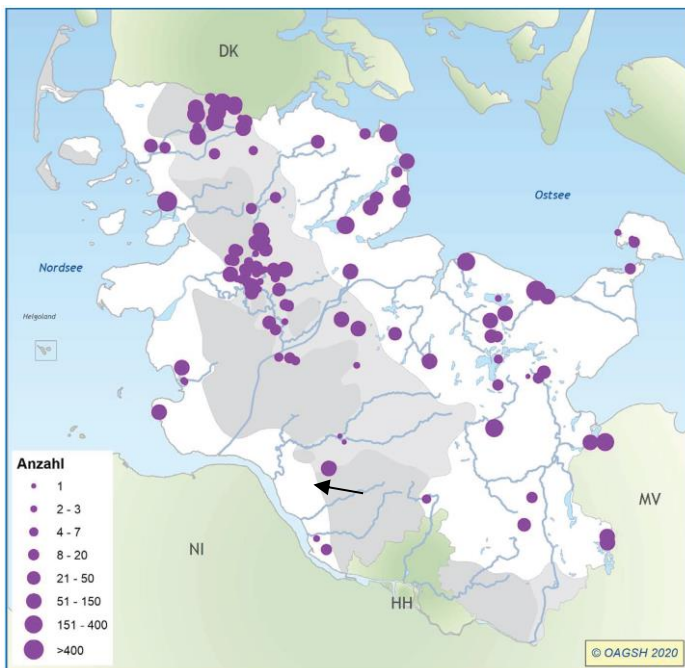 DK
Ostsee
Nordsee
Helgoland
Anzahl
1
2 - 3
4 - 7
8 - 20
21 - 50
51 - 150
151 - 400
>400
NI
HH
MV
© OAGSH 2020